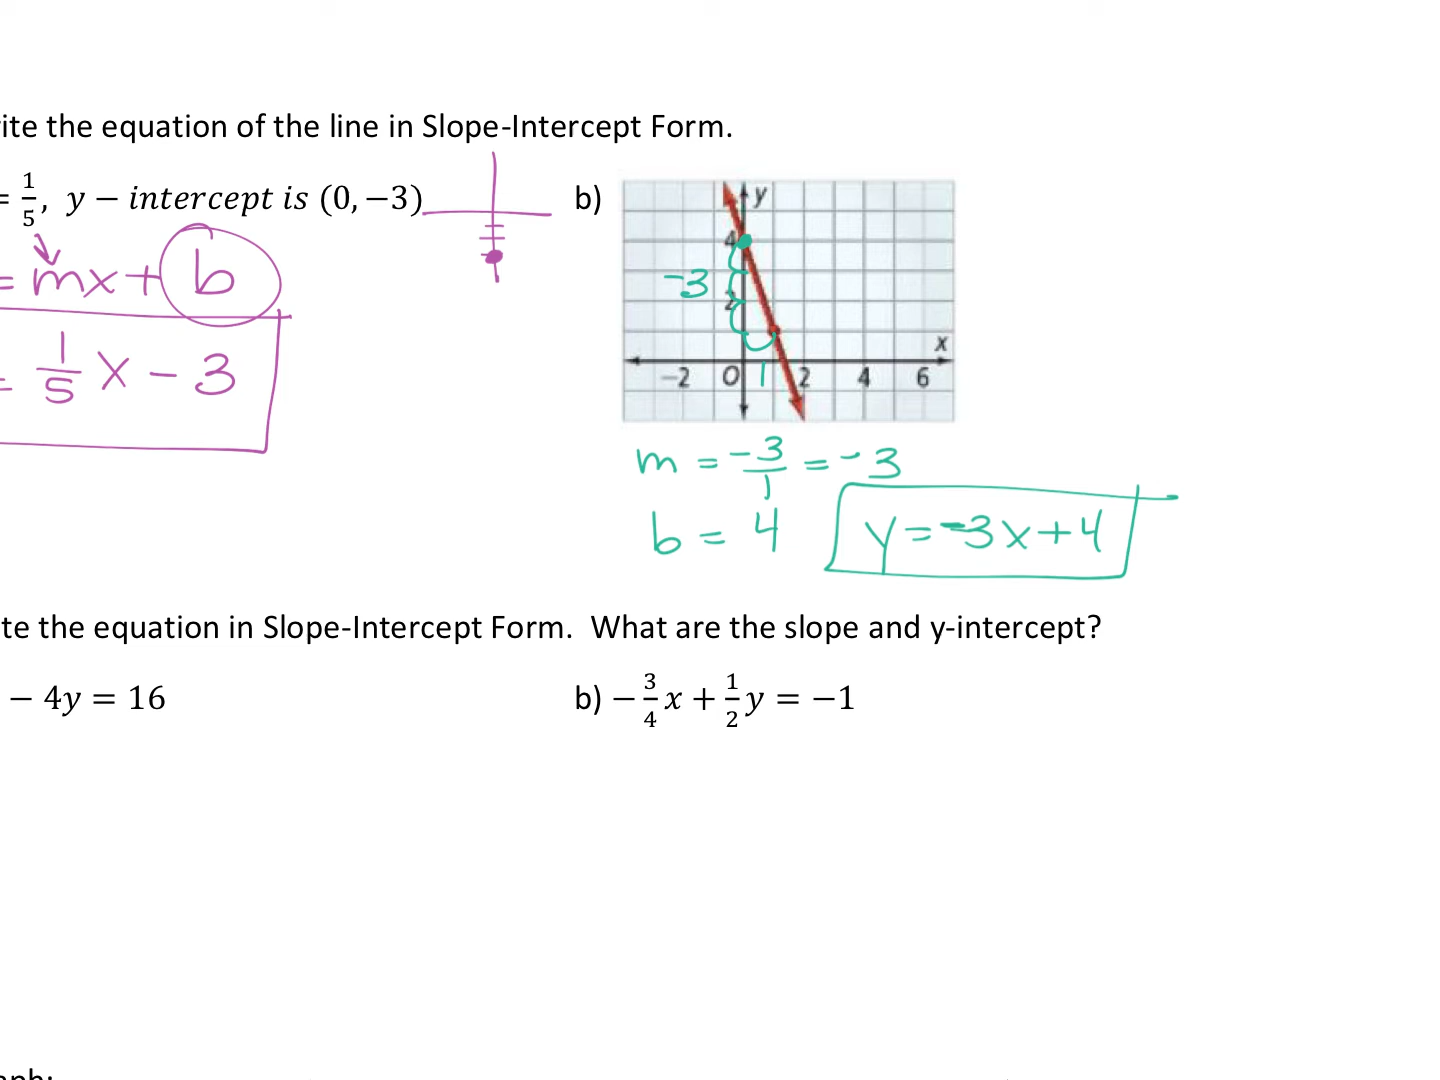 ite the equation of the line in Slope-Intercept Form.
= 1/5, y − intercept is (0, −3)
= mx + b
= 1/5 x - 3
b)
y
4
2
-3
x
−2 O 1 2 4 6
m = -3/1 = -3
b = 4
y = -3x + 4
te the equation in Slope-Intercept Form. What are the slope and y-intercept?
− 4y = 16
b) −3/4 x + 1/2 y = −1